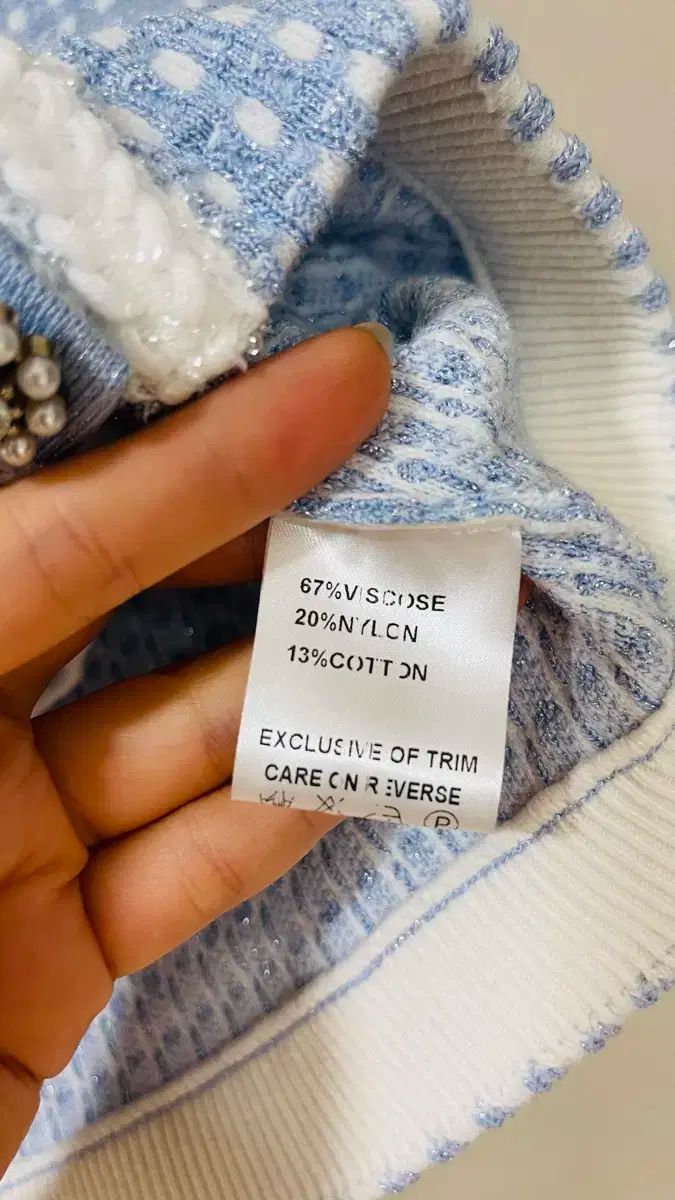 67%VISCOSE
20%NYLON
13%COTTON
EXCLUSIVE OF TRIM
CARE ON REVERSE
P